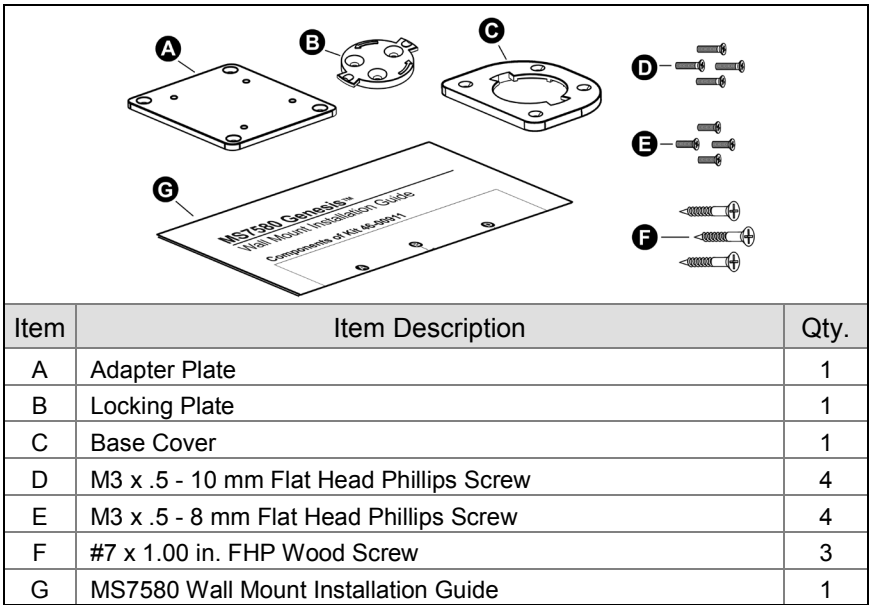 A
B
C
D
E
G
F
MS7580 Genesis™
Wall Mount Installation Guide
Components of Kit 46-00911
A
Item Item Description Qty.
A Adapter Plate 1
B Locking Plate 1
C Base Cover 1
D M3 x .5 - 10 mm Flat Head Phillips Screw 4
E M3 x .5 - 8 mm Flat Head Phillips Screw 4
F #7 x 1.00 in. FHP Wood Screw 3
G MS7580 Wall Mount Installation Guide 1